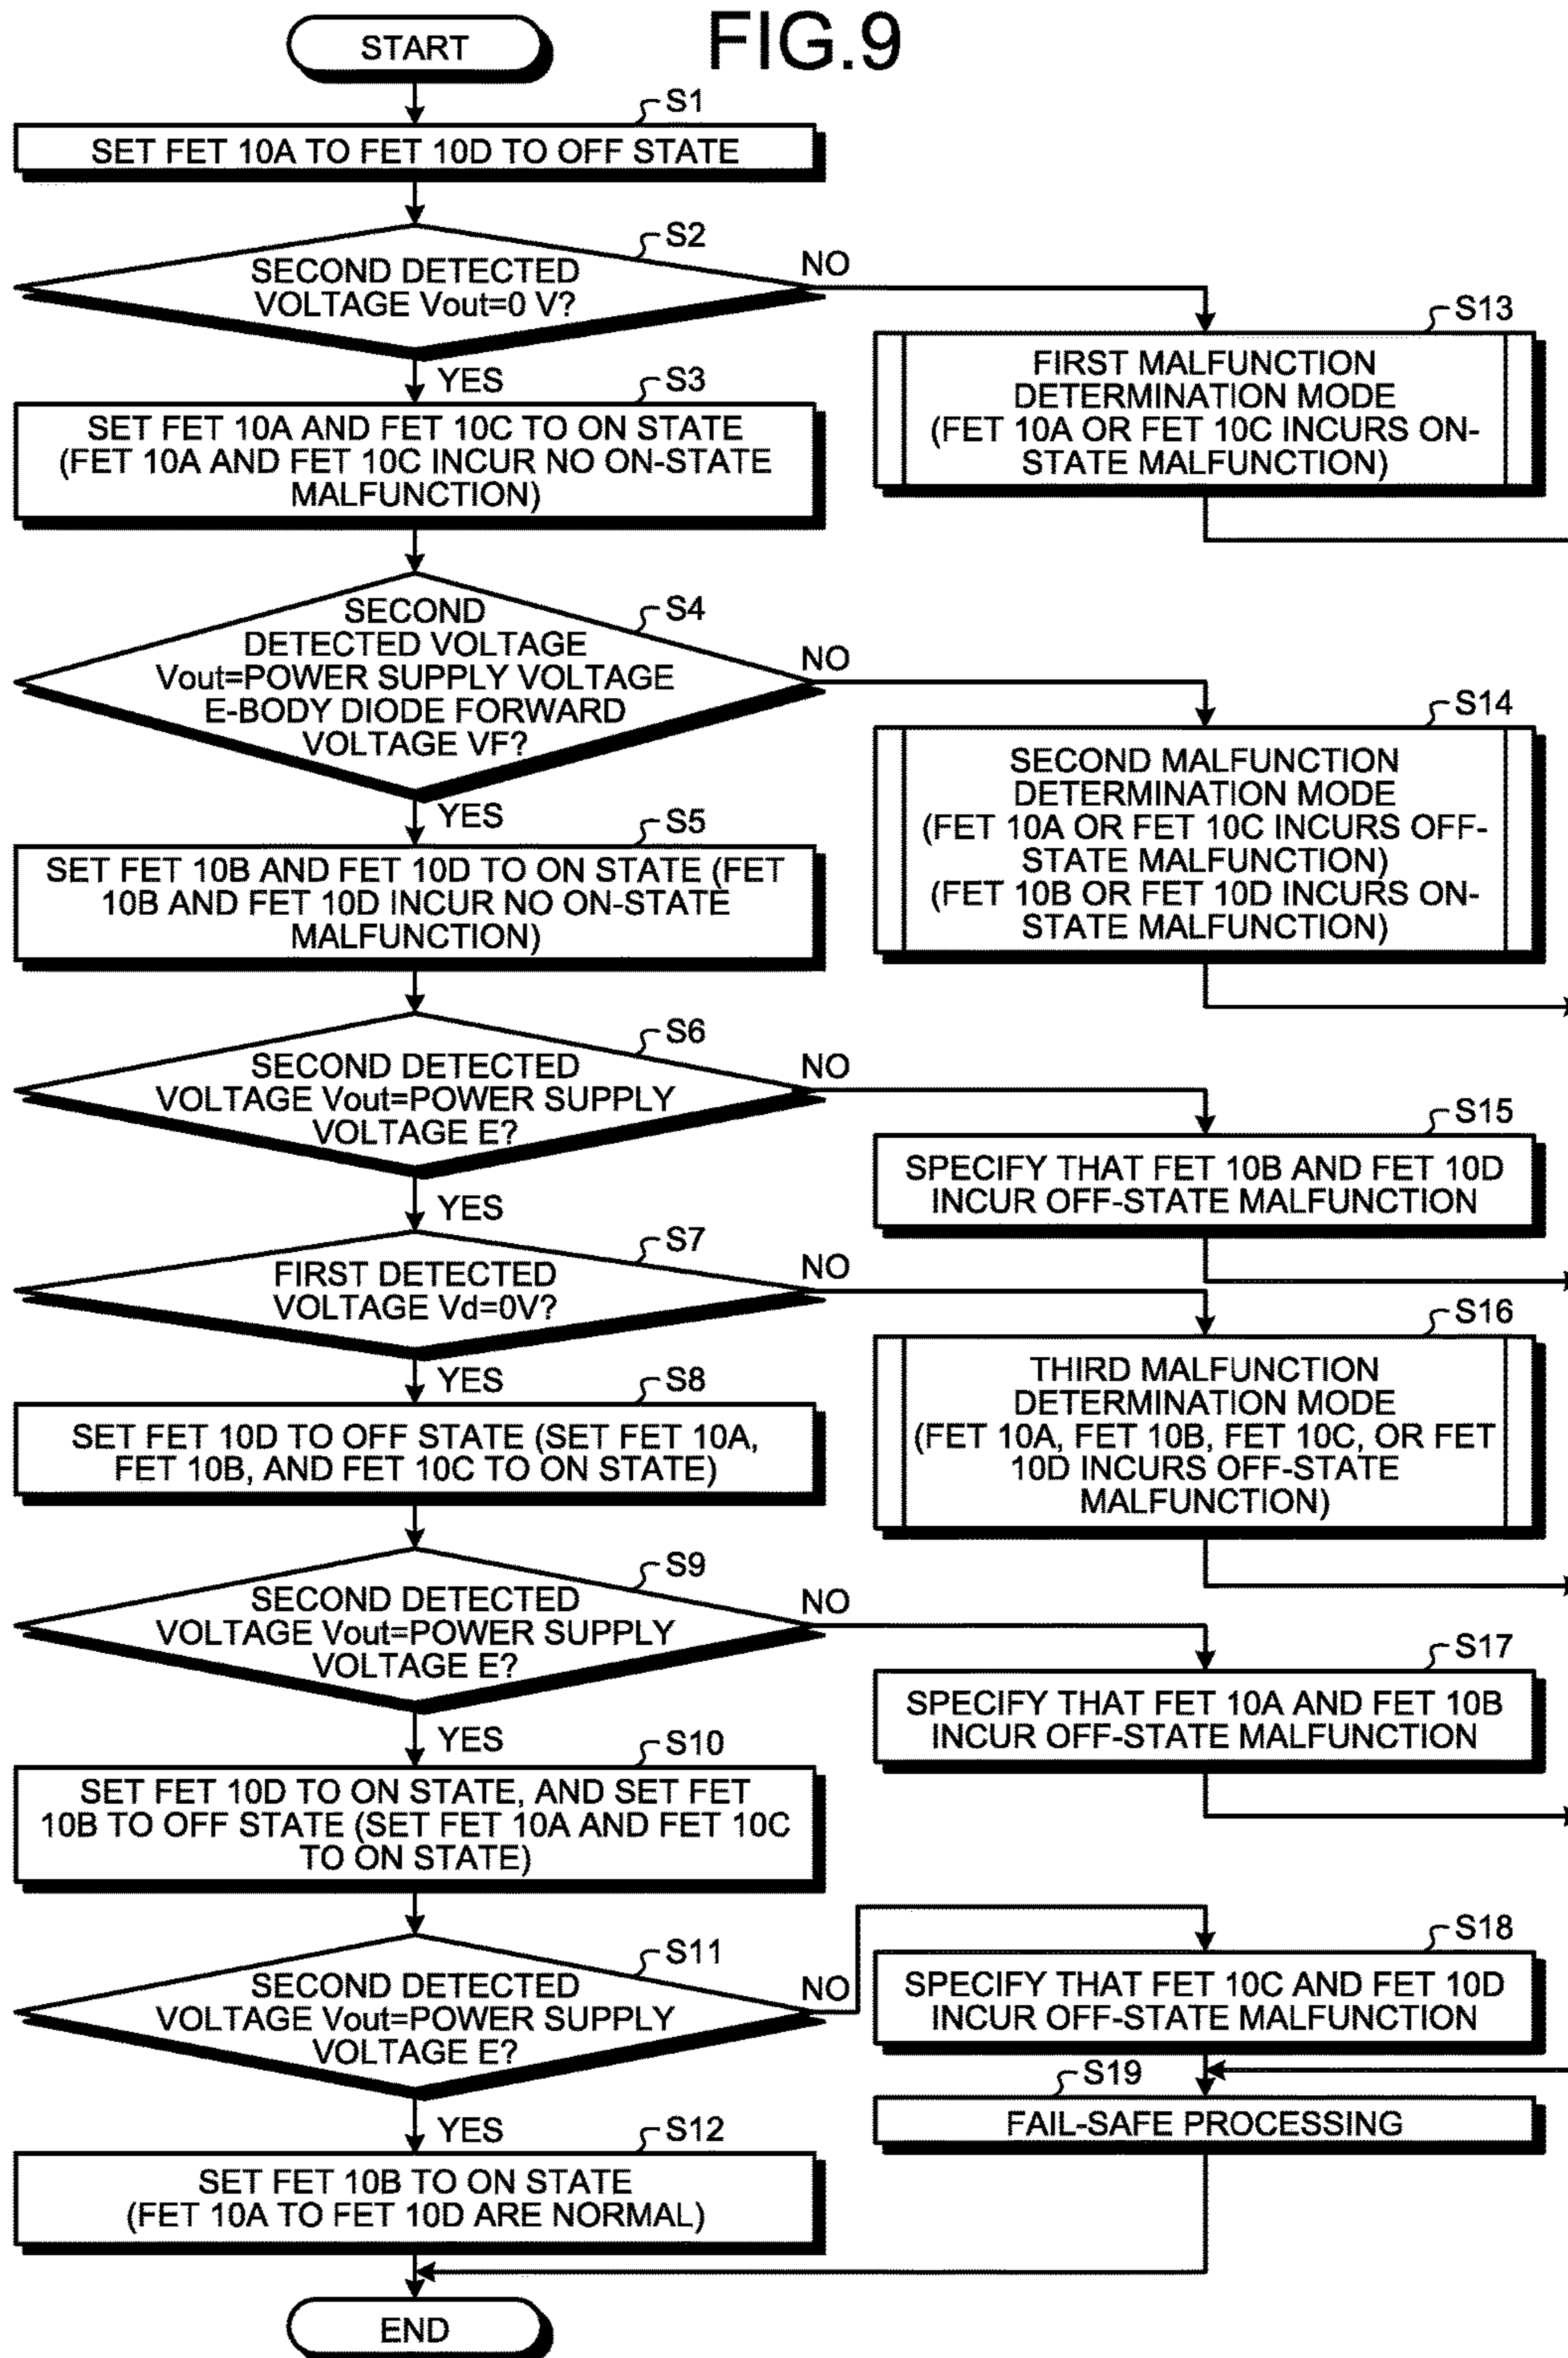 FIG.9
START
S1
SET FET 10A TO FET 10D TO OFF STATE
S2
SECOND DETECTED
VOLTAGE Vout=0 V?
NO
YES
S13
FIRST MALFUNCTION
DETERMINATION MODE
(FET 10A OR FET 10C INCURS ON-
STATE MALFUNCTION)
S3
SET FET 10A AND FET 10C TO ON STATE
(FET 10A AND FET 10C INCUR NO ON-STATE
MALFUNCTION)
S4
SECOND
DETECTED VOLTAGE
Vout=POWER SUPPLY VOLTAGE
E-BODY DIODE FORWARD
VOLTAGE VF?
NO
YES
S14
SECOND MALFUNCTION
DETERMINATION MODE
(FET 10A OR FET 10C INCURS OFF-
STATE MALFUNCTION)
(FET 10B OR FET 10D INCURS ON-
STATE MALFUNCTION)
S5
SET FET 10B AND FET 10D TO ON STATE (FET
10B AND FET 10D INCUR NO ON-STATE
MALFUNCTION)
S6
SECOND DETECTED
VOLTAGE Vout=POWER SUPPLY
VOLTAGE E?
NO
YES
S15
SPECIFY THAT FET 10B AND FET 10D
INCUR OFF-STATE MALFUNCTION
S7
FIRST DETECTED
VOLTAGE Vd=0V?
NO
YES
S16
THIRD MALFUNCTION
DETERMINATION MODE
(FET 10A, FET 10B, FET 10C, OR FET
10D INCURS OFF-STATE
MALFUNCTION)
S8
SET FET 10D TO OFF STATE (SET FET 10A,
FET 10B, AND FET 10C TO ON STATE)
S9
SECOND DETECTED
VOLTAGE Vout=POWER SUPPLY
VOLTAGE E?
NO
YES
S17
SPECIFY THAT FET 10A AND FET 10B
INCUR OFF-STATE MALFUNCTION
S10
SET FET 10D TO ON STATE, AND SET FET
10B TO OFF STATE (SET FET 10A AND FET 10C
TO ON STATE)
S11
SECOND DETECTED
VOLTAGE Vout=POWER SUPPLY
VOLTAGE E?
NO
YES
S18
SPECIFY THAT FET 10C AND FET 10D
INCUR OFF-STATE MALFUNCTION
S19
FAIL-SAFE PROCESSING
S12
SET FET 10B TO ON STATE
(FET 10A TO FET 10D ARE NORMAL)
END